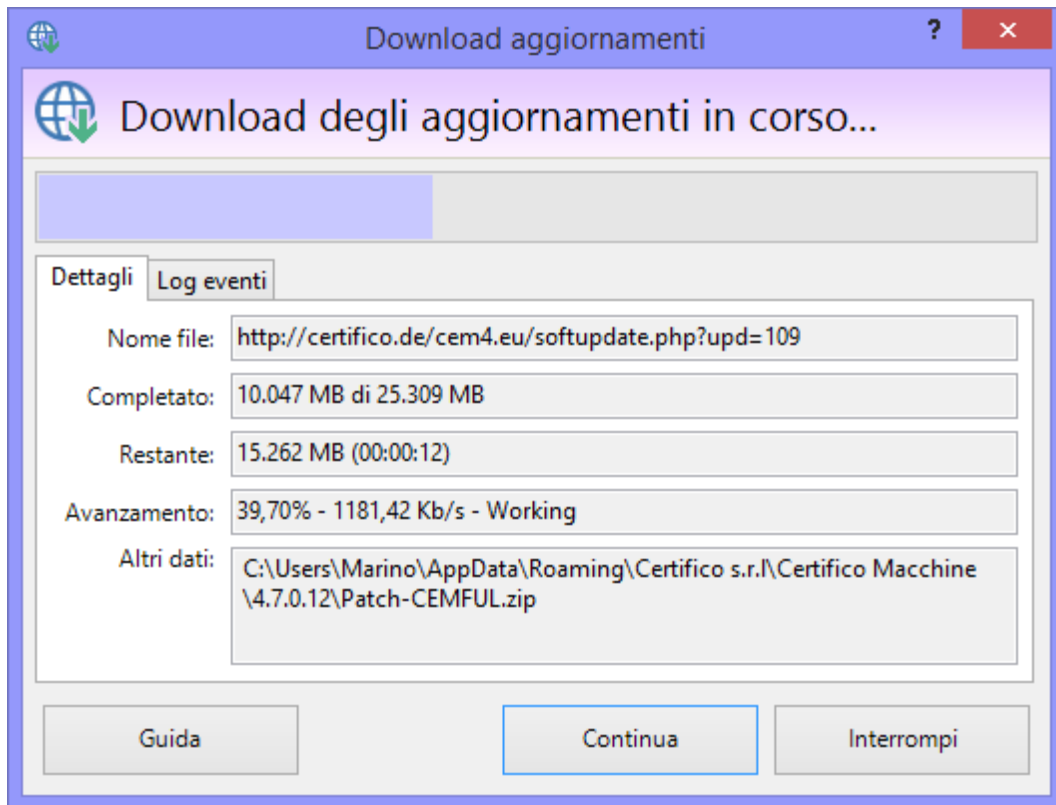 Download aggiornamenti
?
Download degli aggiornamenti in corso...
Dettagli
Log eventi
Nome file: http://certifico.de/cem4.eu/softupdate.php?upd=109
Completato: 10.047 MB di 25.309 MB
Restante: 15.262 MB (00:00:12)
Avanzamento: 39,70% - 1181,42 Kb/s - Working
Altri dati: C:\Users\Marino\AppData\Roaming\Certifico s.r.l\Certifico Macchine
\4.7.0.12\Patch-CEMFUL.zip
Guida
Continua
Interrompi